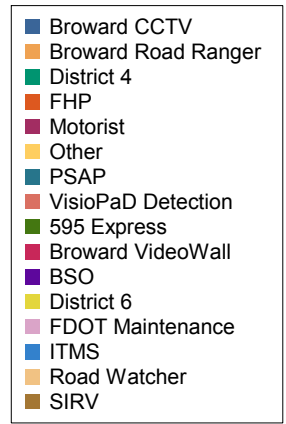 Broward CCTV
Broward Road Ranger
District 4
FHP
Motorist
Other
PSAP
VisioPaD Detection
595 Express
Broward VideoWall
BSO
District 6
FDOT Maintenance
ITMS
Road Watcher
SIRV